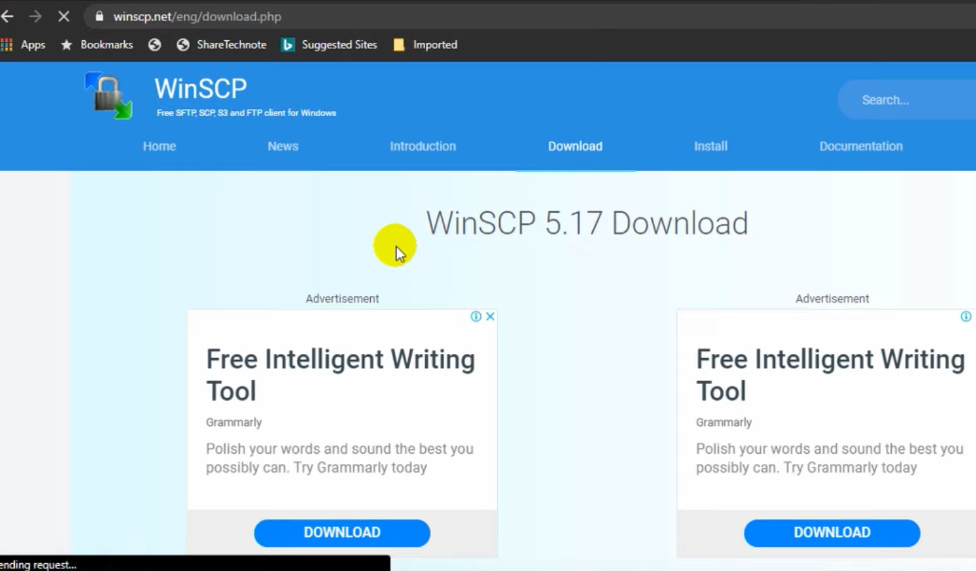 winscp.net/eng/download.php
Apps Bookmarks ShareTechnote Suggested Sites Imported
WinSCP
Free SFTP, SCP, S3 and FTP client for Windows
Search...
Home News Introduction Download Install Documentation
WinSCP 5.17 Download
Advertisement Advertisement
Free Intelligent Writing Free Intelligent Writing
Tool Tool
Grammarly Grammarly
Polish your words and sound the best you Polish your words and sound the best you
possibly can. Try Grammarly today possibly can. Try Grammarly today
DOWNLOAD DOWNLOAD
ending request...